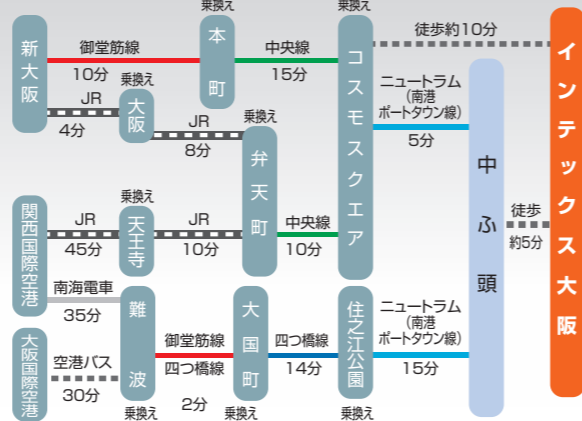 乗換え
乗換え
新大阪
御堂筋線
10分
本町
中央線
15分
コスモスクエア
徒歩約10分
インテックス大阪
JR
4分
乗換え
大阪
JR
8分
乗換え
弁天町
ニュートラム
(南港
ポートタウン線)
5分
中ふ頭
徒歩
約5分
関西国際空港
JR
45分
乗換え
天王寺
JR
10分
中央線
10分
南海電車
35分
難波
御堂筋線
四つ橋線
2分
大国町
四つ橋線
14分
住之江公園
ニュートラム
(南港
ポートタウン線)
15分
大阪国際空港
空港バス
30分
乗換え
乗換え
乗換え